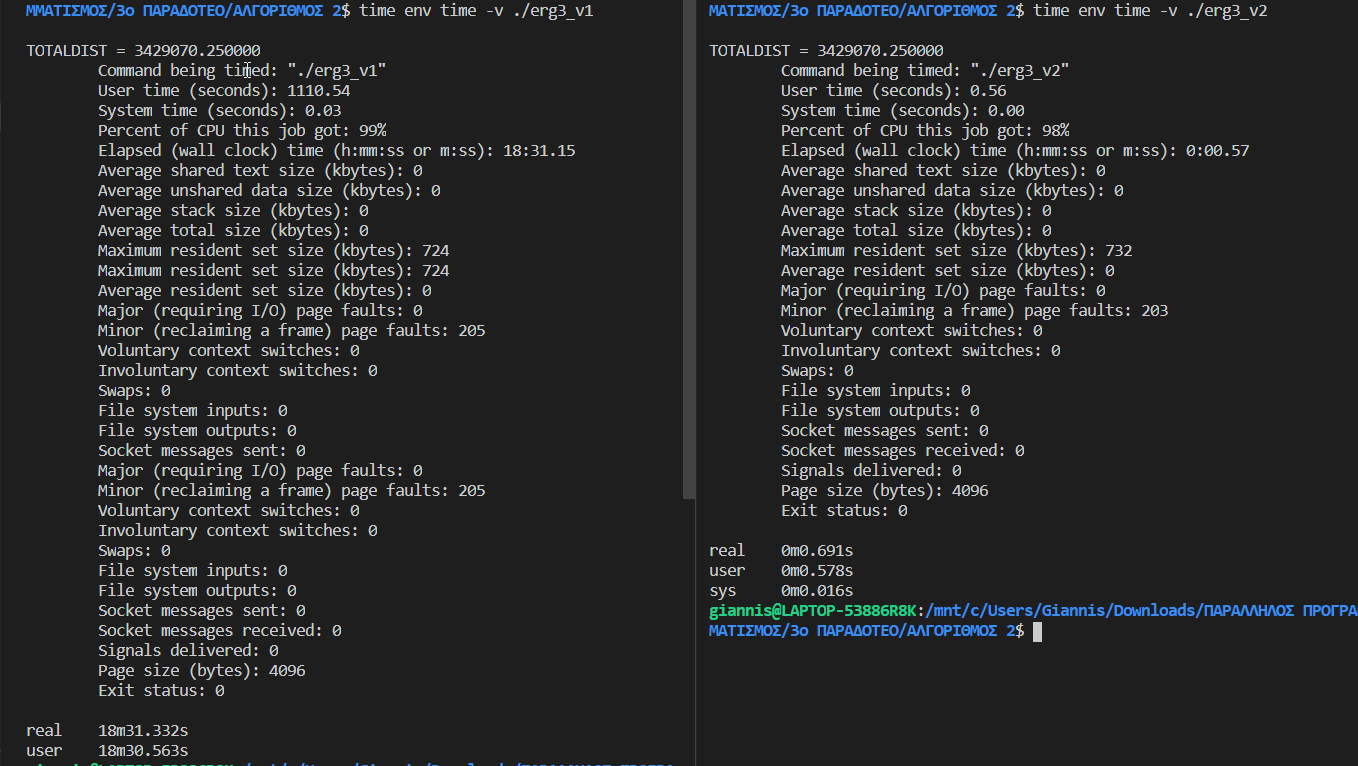 ΜΜΑΤΙΣΜΟΣ/3ο ΠΑΡΑΔΟΤΕΟ/ΑΛΓΟΡΙΘΜΟΣ 2$ time env time -v ./erg3_v1
TOTALDIST = 3429070.250000
Command being timed: "./erg3_v1"
User time (seconds): 1110.54
System time (seconds): 0.03
Percent of CPU this job got: 99%
Elapsed (wall clock) time (h:mm:ss or m:ss): 18:31.15
Average shared text size (kbytes): 0
Average unshared data size (kbytes): 0
Average stack size (kbytes): 0
Average total size (kbytes): 0
Maximum resident set size (kbytes): 724
Maximum resident set size (kbytes): 724
Average resident set size (kbytes): 0
Major (requiring I/O) page faults: 0
Minor (reclaiming a frame) page faults: 205
Voluntary context switches: 0
Involuntary context switches: 0
Swaps: 0
File system inputs: 0
File system outputs: 0
Socket messages sent: 0
Major (requiring I/O) page faults: 0
Minor (reclaiming a frame) page faults: 205
Voluntary context switches: 0
Involuntary context switches: 0
Swaps: 0
File system inputs: 0
File system outputs: 0
Socket messages sent: 0
Socket messages received: 0
Signals delivered: 0
Page size (bytes): 4096
Exit status: 0
real 18m31.332s
user 18m30.563s
ΜΑΤΙΣΜΟΣ/3ο ΠΑΡΑΔΟΤΕΟ/ΑΛΓΟΡΙΘΜΟΣ 2$ time env time -v ./erg3_v2
TOTALDIST = 3429070.250000
Command being timed: "./erg3_v2"
User time (seconds): 0.56
System time (seconds): 0.00
Percent of CPU this job got: 98%
Elapsed (wall clock) time (h:mm:ss or m:ss): 0:00.57
Average shared text size (kbytes): 0
Average unshared data size (kbytes): 0
Average stack size (kbytes): 0
Average total size (kbytes): 0
Maximum resident set size (kbytes): 732
Average resident set size (kbytes): 0
Major (requiring I/O) page faults: 0
Minor (reclaiming a frame) page faults: 203
Voluntary context switches: 0
Involuntary context switches: 0
Swaps: 0
File system inputs: 0
File system outputs: 0
Socket messages sent: 0
Socket messages received: 0
Signals delivered: 0
Page size (bytes): 4096
Exit status: 0
real 0m0.691s
user 0m0.578s
sys 0m0.016s
giannis@LAPTOP-53886R8K:/mnt/c/Users/Giannis/Downloads/ΠΑΡΑΛΛΗΛΟΣ ΠΡΟΓΡΑ
ΜΑΤΙΣΜΟΣ/3ο ΠΑΡΑΔΟΤΕΟ/ΑΛΓΟΡΙΘΜΟΣ 2$